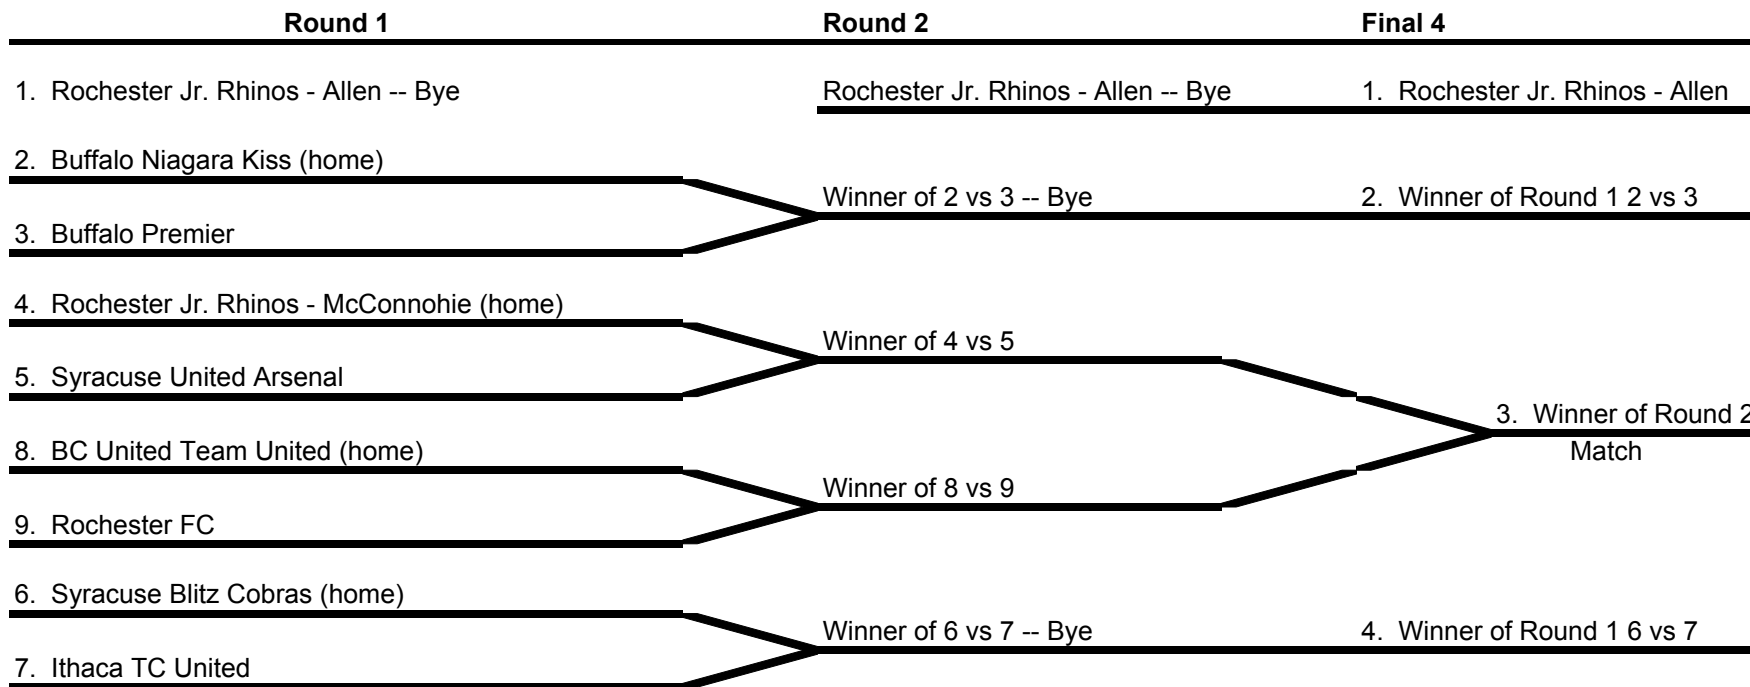 Round 1 Round 2 Final 4
1. Rochester Jr. Rhinos - Allen -- Bye Rochester Jr. Rhinos - Allen -- Bye 1. Rochester Jr. Rhinos - Allen
2. Buffalo Niagara Kiss (home)
Winner of 2 vs 3 -- Bye 2. Winner of Round 1 2 vs 3
3. Buffalo Premier
4. Rochester Jr. Rhinos - McConnohie (home)
Winner of 4 vs 5
5. Syracuse United Arsenal
3. Winner of Round 2
8. BC United Team United (home) Match
Winner of 8 vs 9
9. Rochester FC
6. Syracuse Blitz Cobras (home)
Winner of 6 vs 7 -- Bye 4. Winner of Round 1 6 vs 7
7. Ithaca TC United